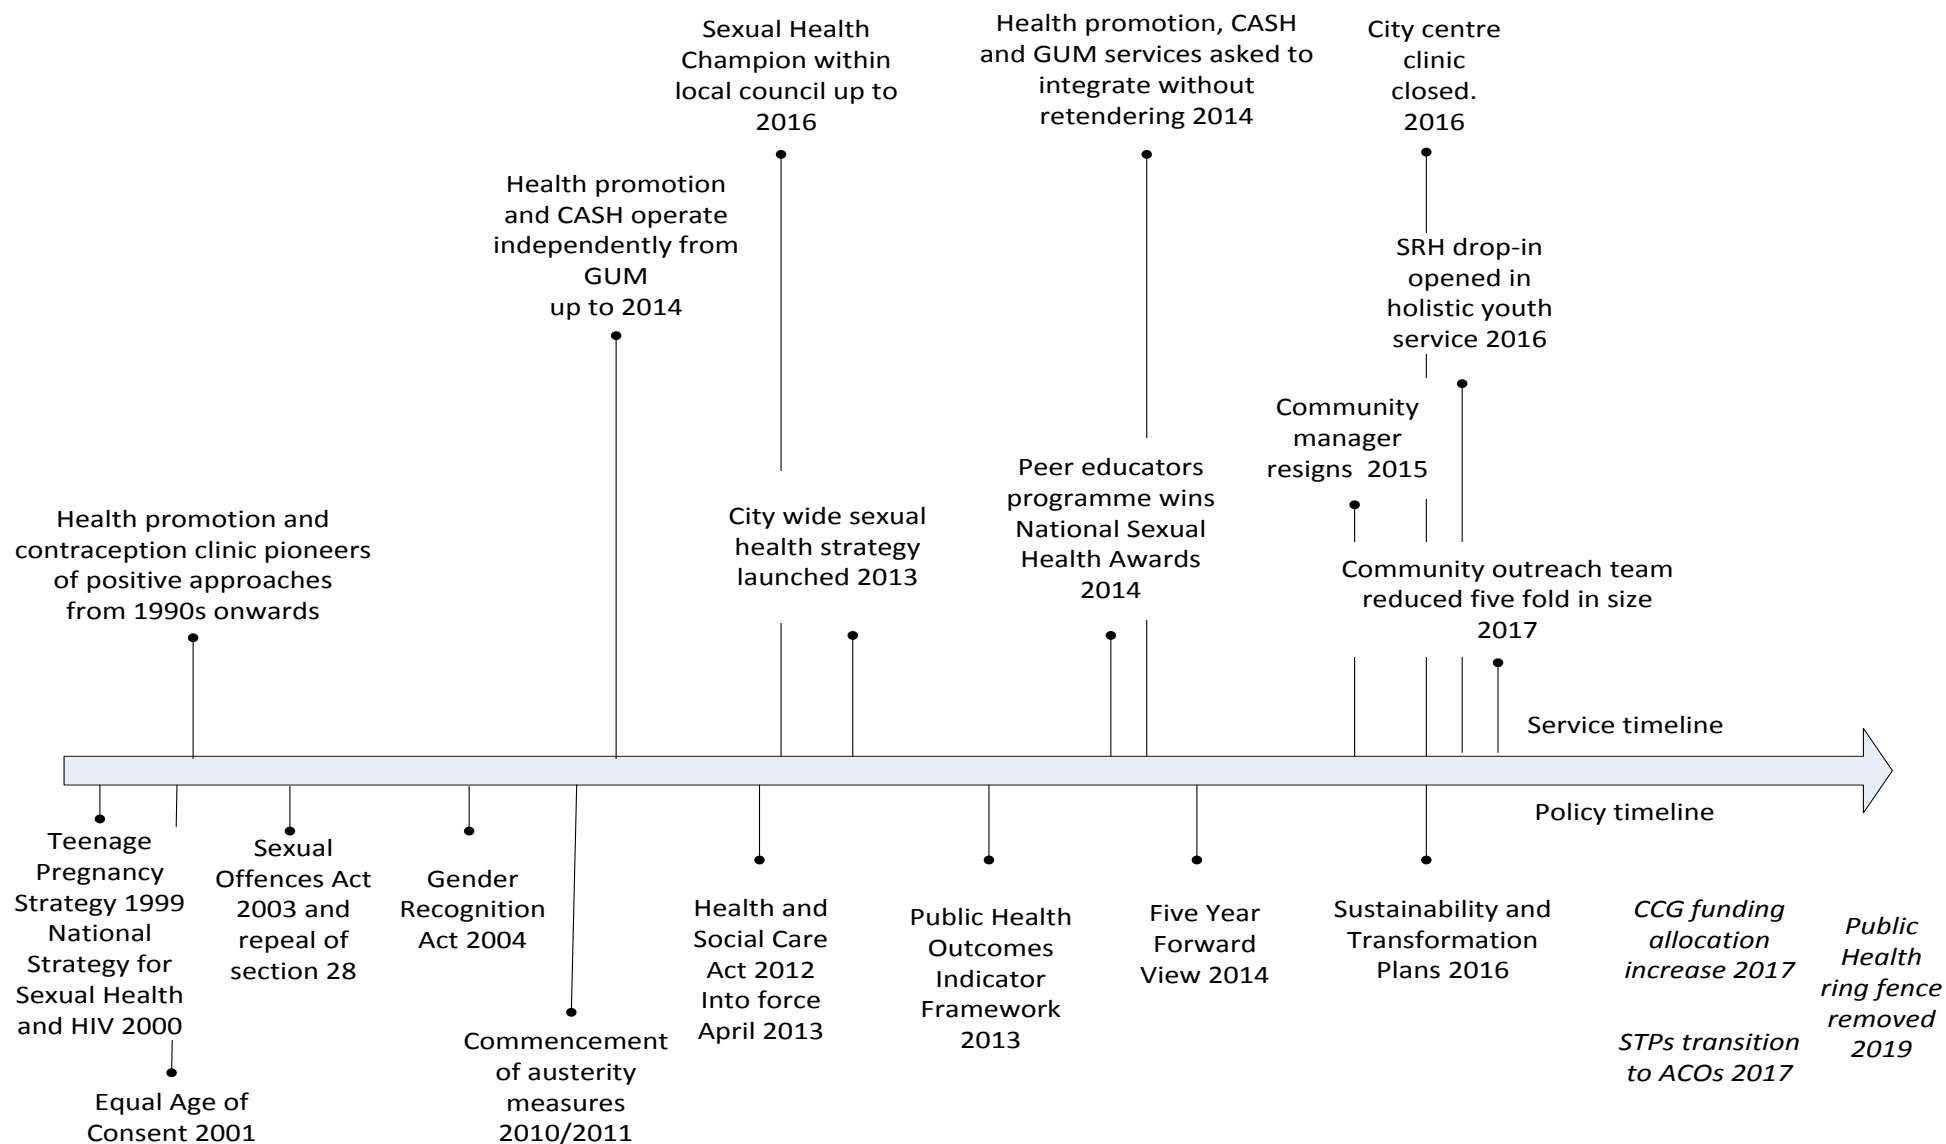 Sexual Health
Champion within
local council up to
2016
Health promotion, CASH
and GUM services asked to
integrate without
retendering 2014
City centre
clinic
closed.
2016
Health promotion
and CASH operate
independently from
GUM
up to 2014
SRH drop-in
opened in
holistic youth
service 2016
Community
manager
resigns 2015
Peer educators
programme wins
National Sexual
Health Awards
2014
City wide sexual
health strategy
launched 2013
Health promotion and
contraception clinic pioneers
of positive approaches
from 1990s onwards
Community outreach team
reduced five fold in size
2017
Service timeline
Policy timeline
Teenage
Pregnancy
Strategy 1999
National
Strategy for
Sexual Health
and HIV 2000
Equal Age of
Consent 2001
Sexual
Offences Act
2003 and
repeal of
section 28
Gender
Recognition
Act 2004
Commencement
of austerity
measures
2010/2011
Health and
Social Care
Act 2012
Into force
April 2013
Public Health
Outcomes
Indicator
Framework
2013
Five Year
Forward
View 2014
Sustainability and
Transformation
Plans 2016
CCG funding
allocation
increase 2017
STPs transition
to ACOs 2017
Public
Health
ring fence
removed
2019